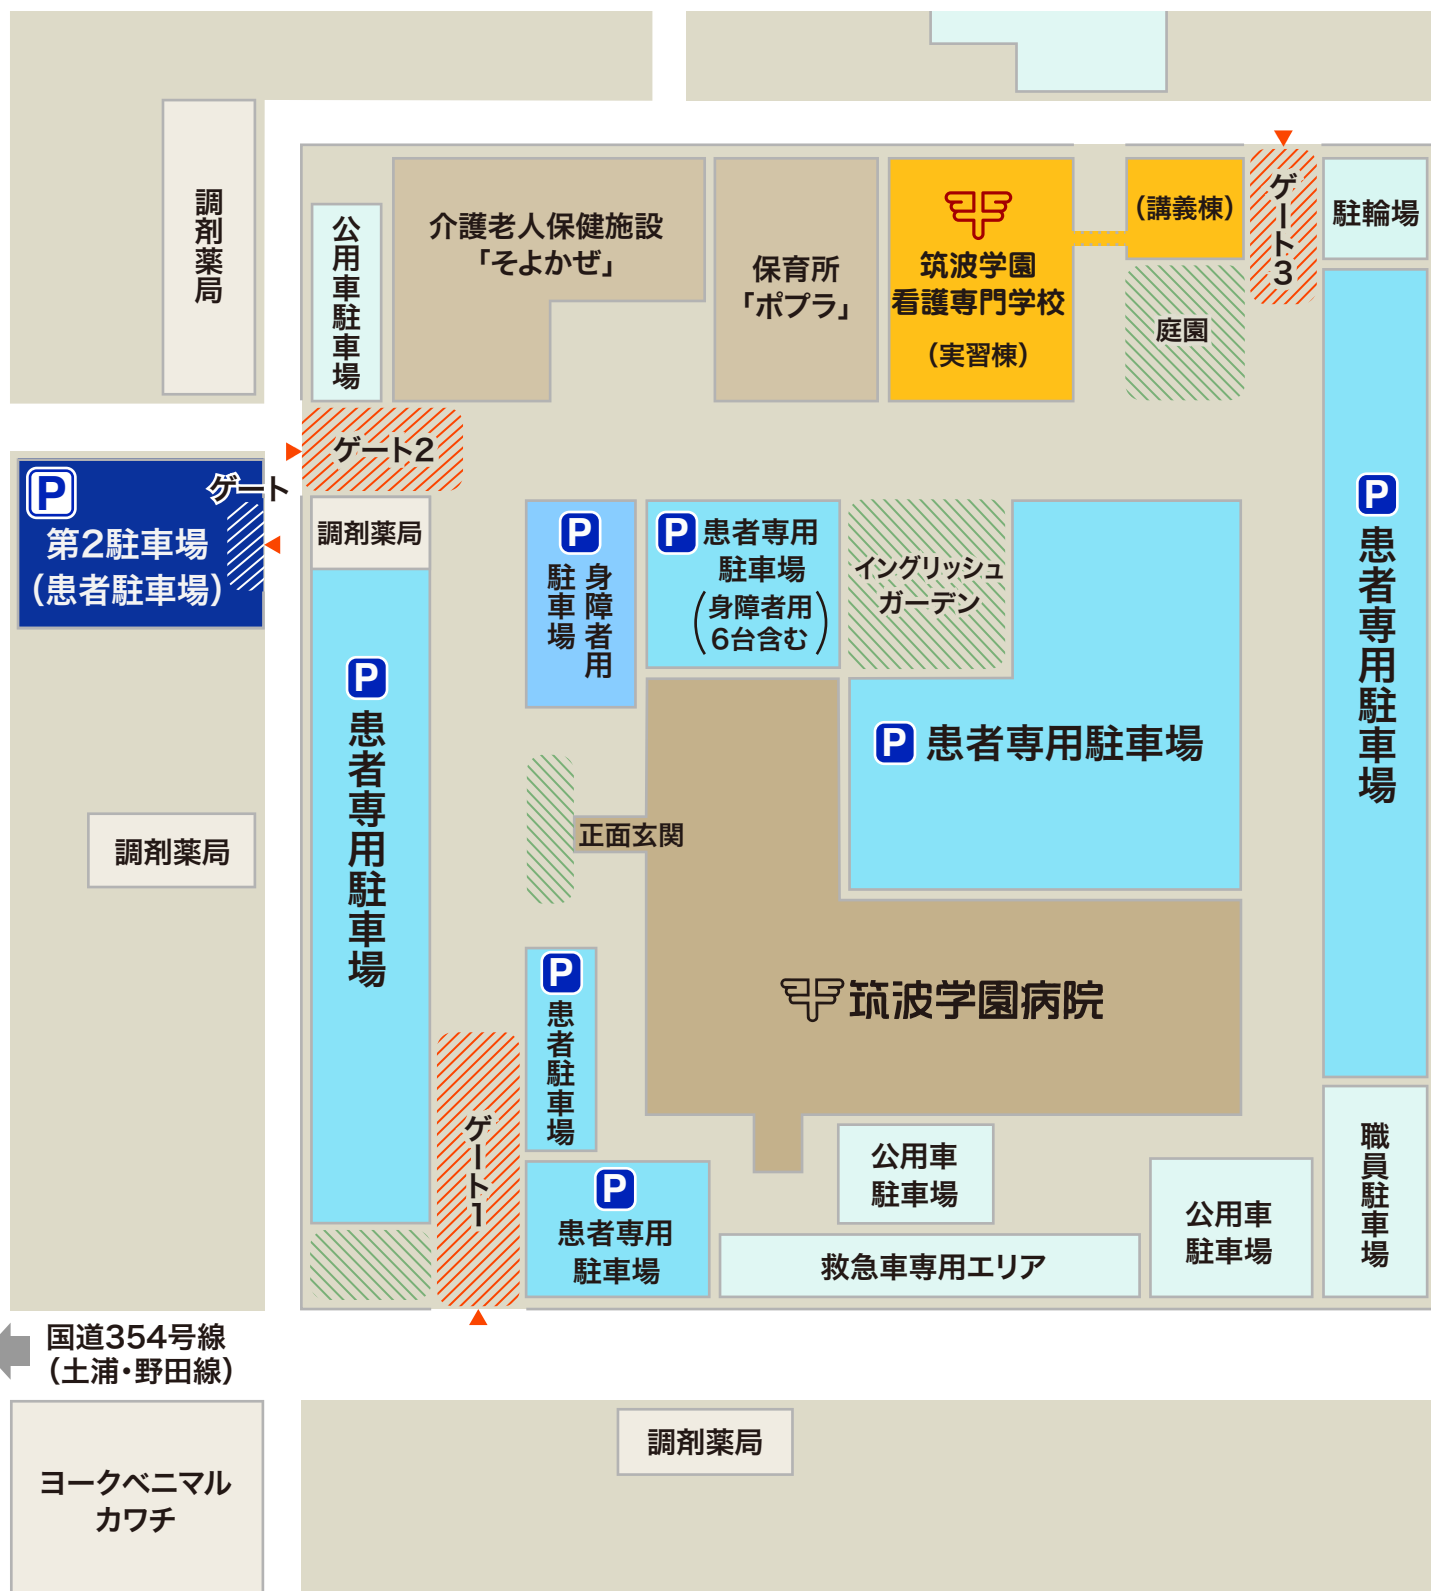 調剤薬局
公用車駐車場
介護老人保健施設
「そよかぜ」
保育所
「ポプラ」
筑波学園
看護専門学校
（実習棟）
（講義棟）
ゲート3
駐輪場
庭園
ゲート2
P
ゲート
第2駐車場
（患者駐車場）
調剤薬局
P
身障者用
駐車場
P 患者専用
駐車場
（身障者用
6台含む）
イングリッシュ
ガーデン
P
患者専用駐車場
P
患者専用駐車場
P 患者専用駐車場
正面玄関
調剤薬局
P
患者駐車場
筑波学園病院
ゲート1
P
患者専用
駐車場
公用車
駐車場
救急車専用エリア
公用車
駐車場
職員駐車場
国道354号線
（土浦・野田線）
調剤薬局
ヨークベニマル
カワチ